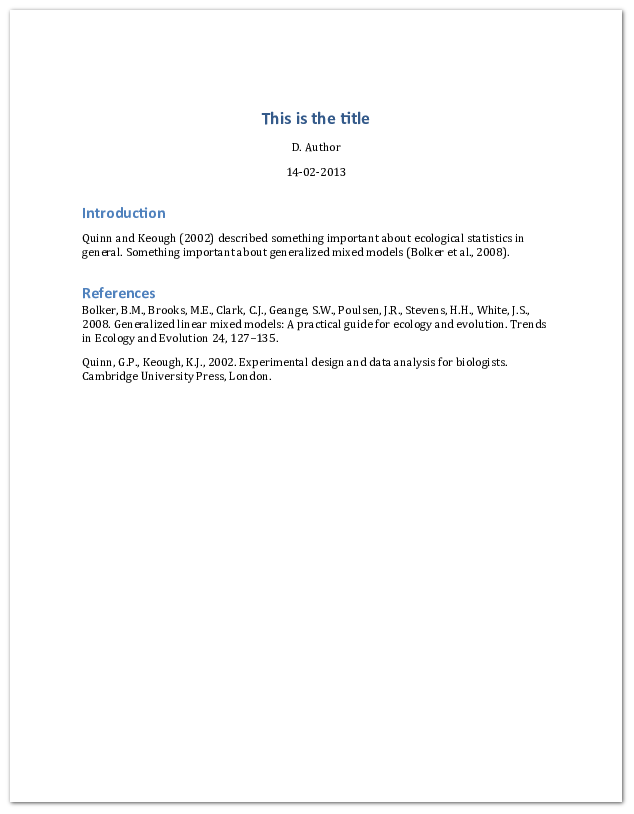 This is the title
D. Author
14-02-2013
Introduction
Quinn and Keough (2002) described something important about ecological statistics in
general. Something important about generalized mixed models (Bolker et al., 2008).
References
Bolker, B.M., Brooks, M.E., Clark, C.J., Geange, S.W., Poulsen, J.R., Stevens, H.H., White, J.S.,
2008. Generalized linear mixed models: A practical guide for ecology and evolution. Trends
in Ecology and Evolution 24, 127–135.
Quinn, G.P., Keough, K.J., 2002. Experimental design and data analysis for biologists.
Cambridge University Press, London.